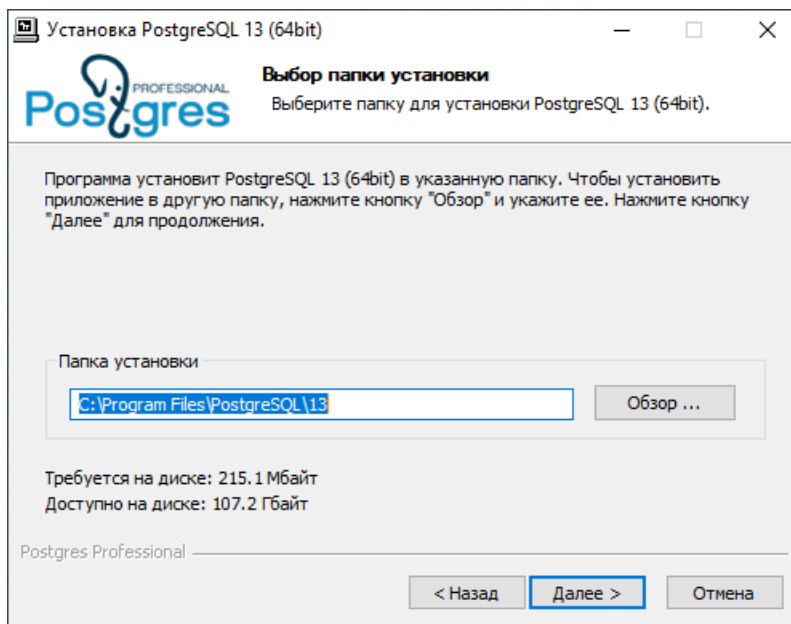 Установка PostgreSQL 13 (64bit)
PROFESSIONAL
Postgres
Выбор папки установки
Выберите папку для установки PostgreSQL 13 (64bit).
Программа установит PostgreSQL 13 (64bit) в указанную папку. Чтобы установить
приложение в другую папку, нажмите кнопку "Обзор" и укажите ее. Нажмите кнопку
"Далее" для продолжения.
Папка установки
C:\Program Files\PostgreSQL\13
Обзор ...
Требуется на диске: 215.1 Мбайт
Доступно на диске: 107.2 Гбайт
Postgres Professional
< Назад
Далее >
Отмена